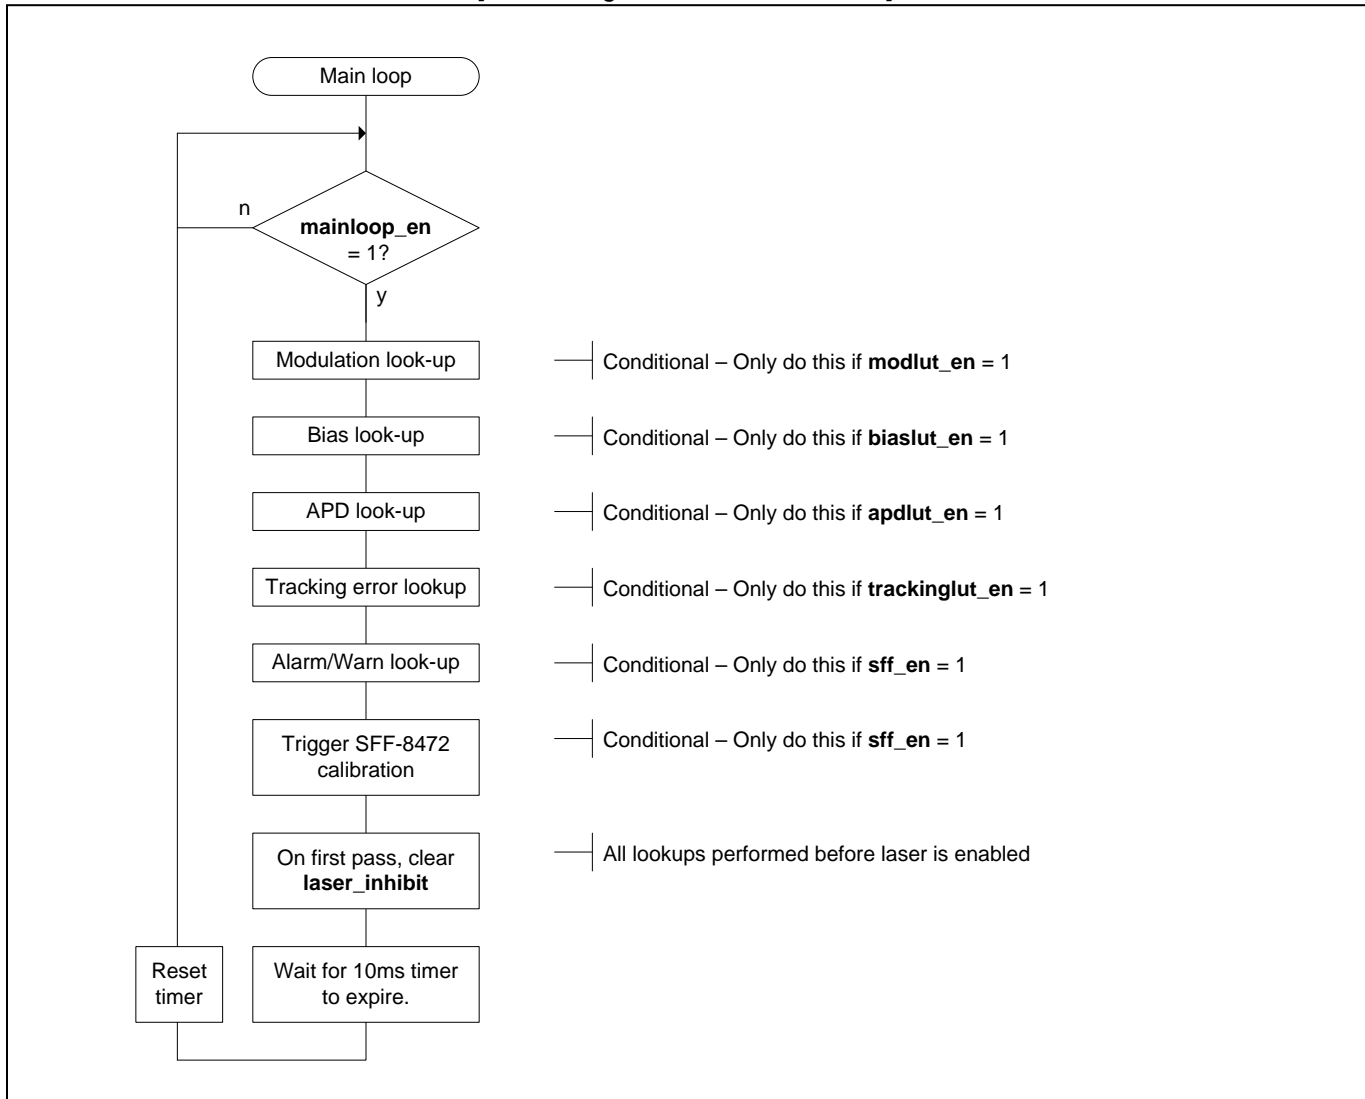 Main loop
n
mainloop_en
= 1?
y
Modulation look-up
Conditional – Only do this if modlut_en = 1
Bias look-up
Conditional – Only do this if biaslut_en = 1
APD look-up
Conditional – Only do this if apdlut_en = 1
Tracking error lookup
Conditional – Only do this if trackinglut_en = 1
Alarm/Warn look-up
Conditional – Only do this if sff_en = 1
Trigger SFF-8472
calibration
Conditional – Only do this if sff_en = 1
On first pass, clear
laser_inhibit
All lookups performed before laser is enabled
Reset
timer
Wait for 10ms timer
to expire.